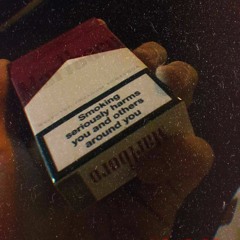 Smoking
seriously harms
you and others
around you
Marlboro